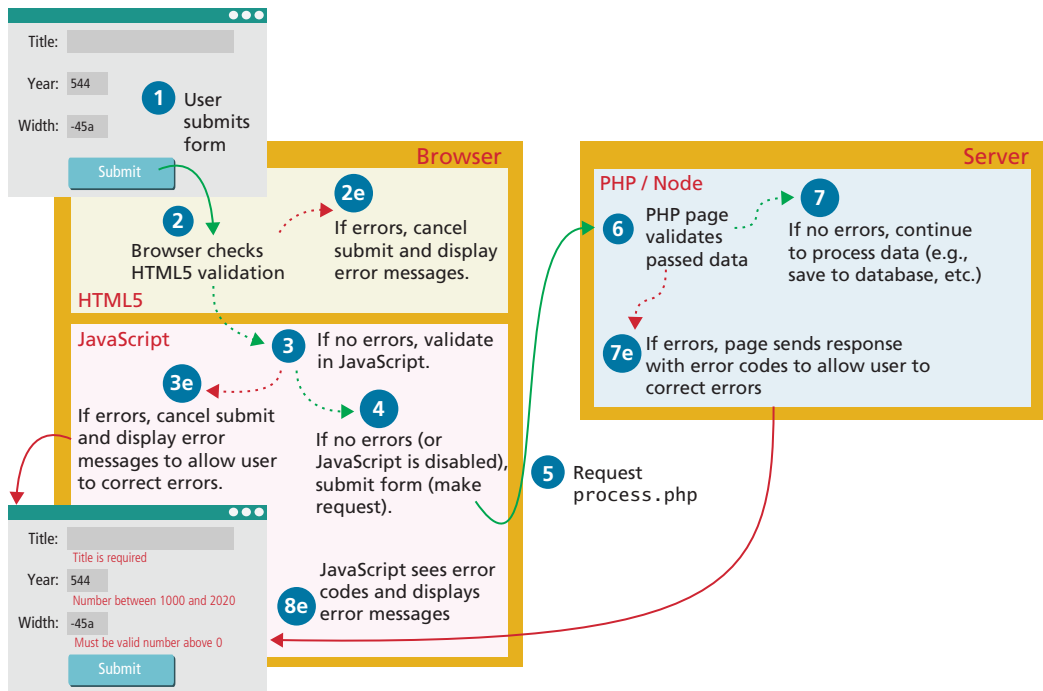 Title:
Year: 544
Width: -45a
Submit
1 User
submits
form
Browser
2
Browser checks
HTML5 validation
2e
If errors, cancel
submit and display
error messages.
HTML5
JavaScript
3 If no errors, validate
in JavaScript.
3e
If errors, cancel submit
and display error
messages to allow user
to correct errors.
4
If no errors (or
JavaScript is disabled),
submit form (make
request).
5 Request
process.php
Server
PHP / Node
6 PHP page
validates
passed data
7
If no errors, continue
to process data (e.g.,
save to database, etc.)
7e If errors, page sends response
with error codes to allow user to
correct errors
8e JavaScript sees error
codes and displays
error messages
Title:
Title is required
Year: 544
Number between 1000 and 2020
Width: -45a
Must be valid number above 0
Submit